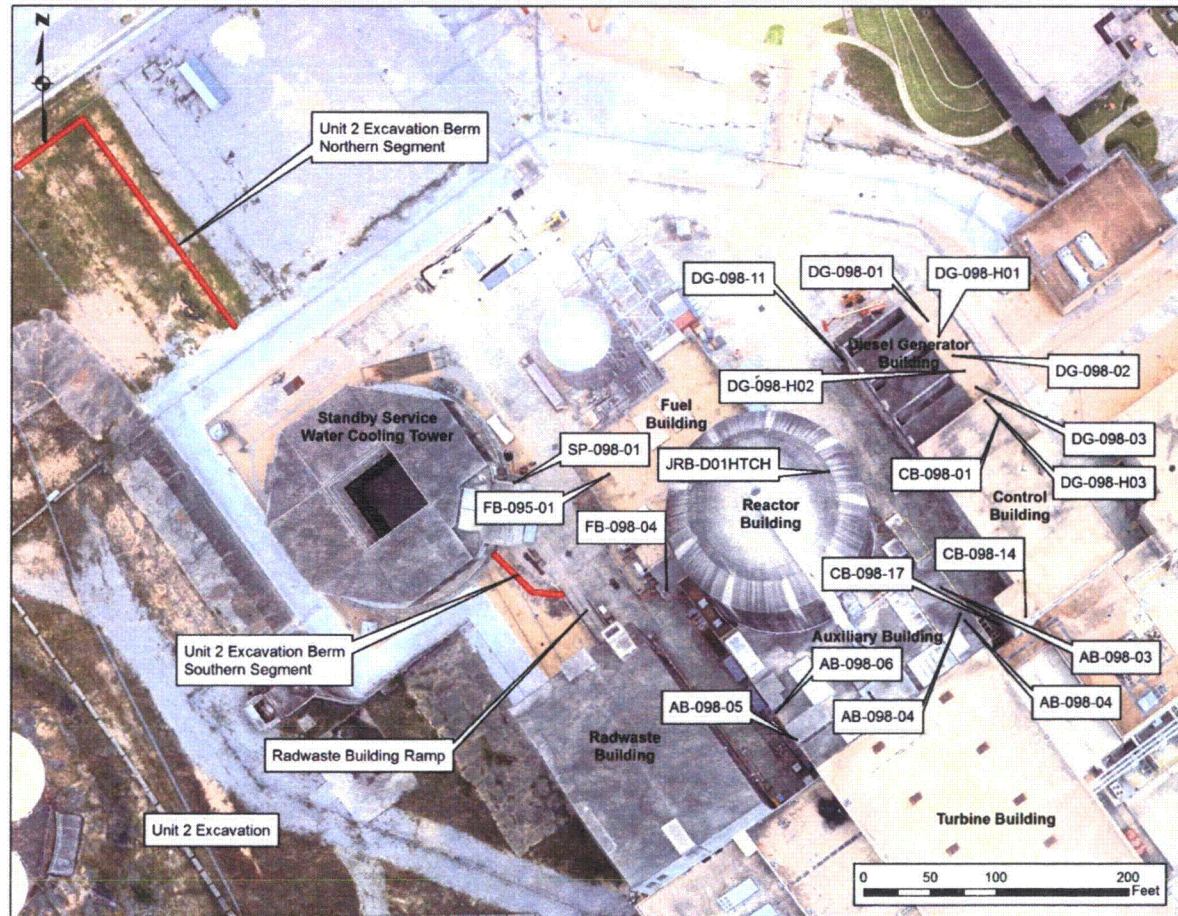 N
Unit 2 Excavation Berm
Northern Segment
DG-098-11
DG-098-01
DG-098-H01
Diesel Generator
Building
DG-098-02
DG-098-H02
Fuel
Building
Standby Service
Water Cooling Tower
SP-098-01
JRB-D01HTCH
DG-098-03
CB-098-01
DG-098-H03
FB-095-01
Reactor
Building
Control
Building
FB-098-04
CB-098-14
CB-098-17
Unit 2 Excavation Berm
Southern Segment
Auxiliary Building
AB-098-03
AB-098-06
AB-098-04
AB-098-05
AB-098-04
Radwaste Building Ramp
Radwaste
Building
Unit 2 Excavation
Turbine Building
0 50 100 200
Feet